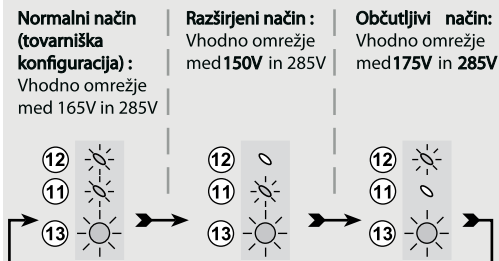 Normalni način
(tovarniška
konfiguracija) :
Vhodno omrežje
med 165V in 285V
Razširjeni način :
Vhodno omrežje
med 150V in 285V
Občutljivi način:
Vhodno omrežje
med 175V in 285V
12
11
13
12
11
13
12
11
13